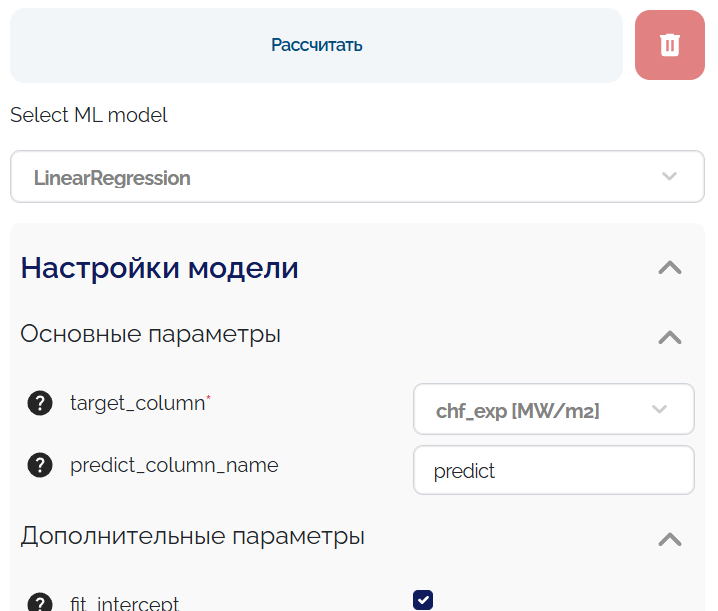 Рассчитать
Select ML model
LinearRegression
Настройки модели
Основные параметры
? target_column* chf_exp [MW/m2]
? predict_column_name predict
Дополнительные параметры
? fit_intercept